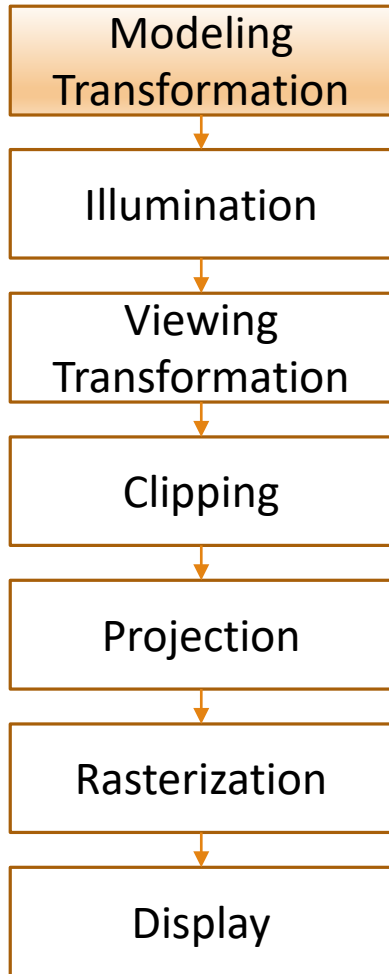 Modeling
Transformation
Illumination
Viewing
Transformation
Clipping
Projection
Rasterization
Display